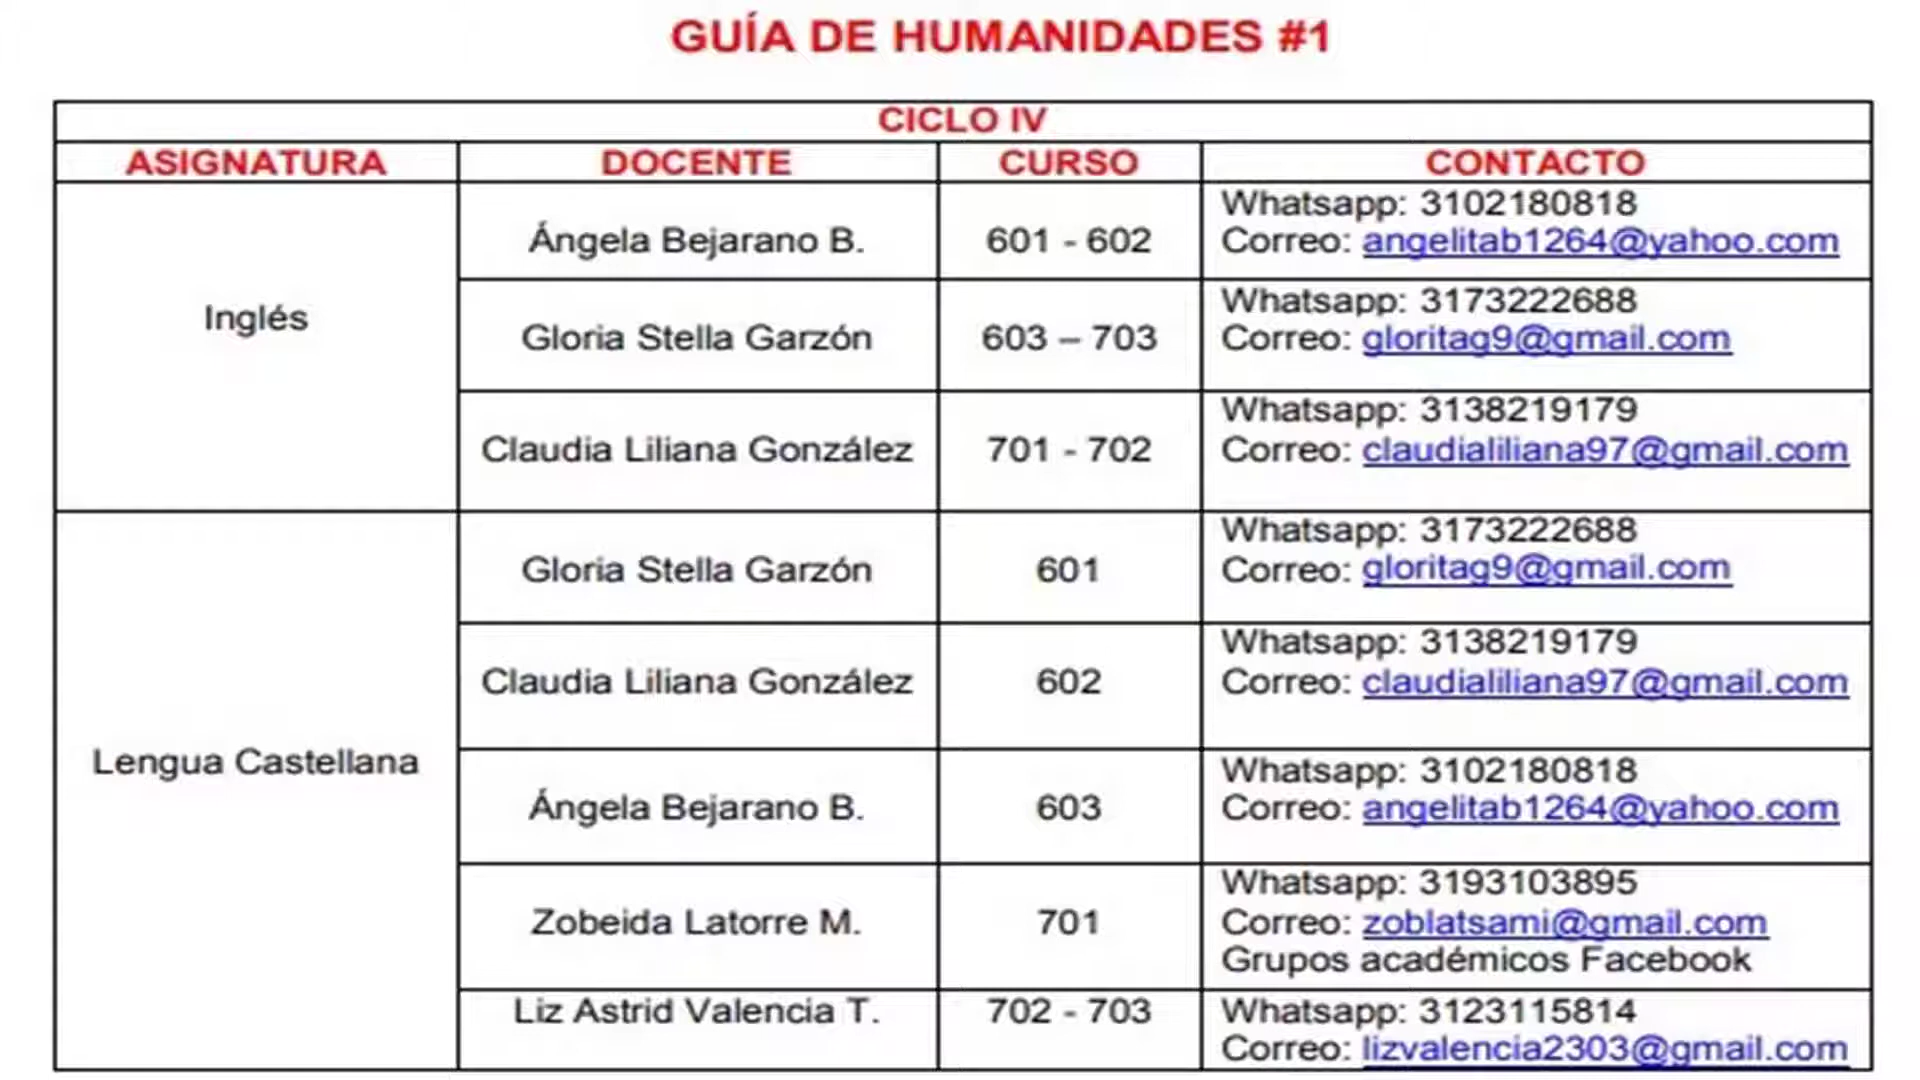 GUÍA DE HUMANIDADES #1
CICLO IV
ASIGNATURA DOCENTE CURSO CONTACTO
Inglés
Ángela Bejarano B. 601 - 602
Whatsapp: 3102180818
Correo: angelitab1264@yahoo.com
Gloria Stella Garzón 603 – 703
Whatsapp: 3173222688
Correo: gloritag9@gmail.com
Claudia Liliana González 701 - 702
Whatsapp: 3138219179
Correo: claudialiliana97@gmail.com
Lengua Castellana
Gloria Stella Garzón 601
Whatsapp: 3173222688
Correo: gloritag9@gmail.com
Claudia Liliana González 602
Whatsapp: 3138219179
Correo: claudialiliana97@gmail.com
Ángela Bejarano B. 603
Whatsapp: 3102180818
Correo: angelitab1264@yahoo.com
Zobeida Latorre M. 701
Whatsapp: 3193103895
Correo: zoblatsami@gmail.com
Grupos académicos Facebook
Liz Astrid Valencia T. 702 - 703
Whatsapp: 3123115814
Correo: lizvalencia2303@gmail.com